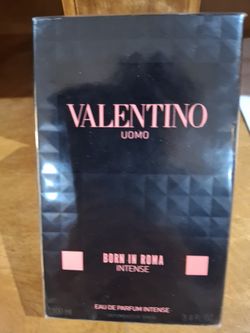 VALENTINO
UOMO
BORN IN ROMA
INTENSE
EAU DE PARFUM INTENSE